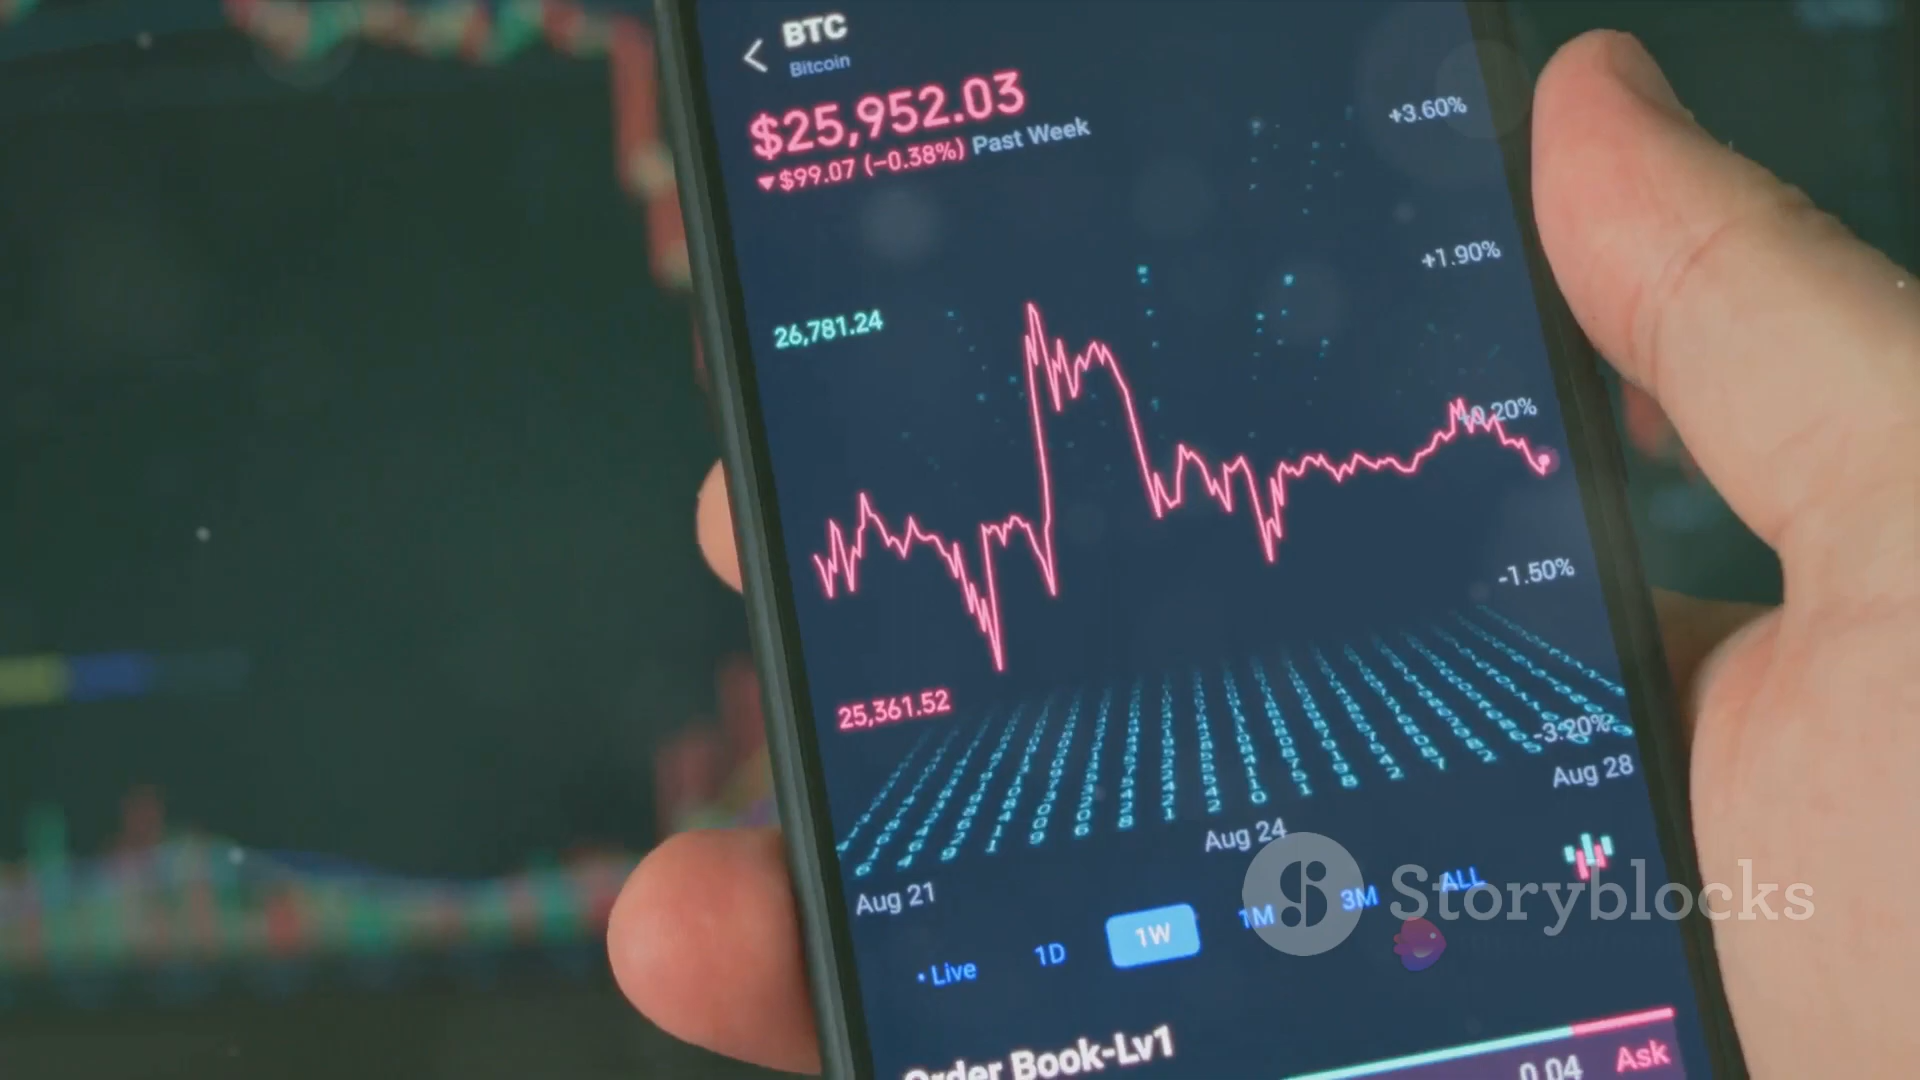 BTC
Bitcoin
$25,952.03
▼$99.07 (−0.38%) Past Week
+3.60%
+1.90%
26,781.24
+0.20%
-1.50%
25,361.52
-3.20%
Aug 21
Aug 24
Aug 28
• Live
1D
1W
1M
3M
ALL
Storyblocks
Order Book-Lv1
0.04
Ask